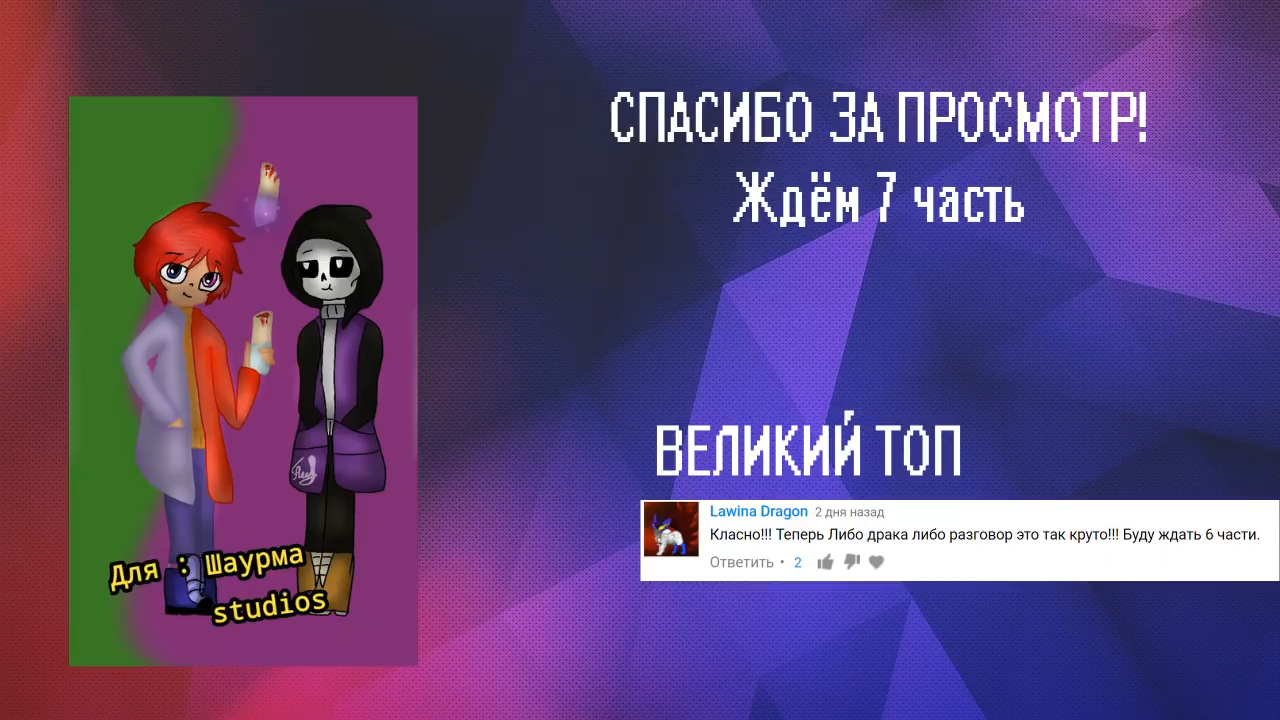 СПАСИБО ЗА ПРОСМОТР!
Ждём 7 часть
ВЕЛИКИЙ ТОП
Lawina Dragon 2 дня назад
Класно!!! Теперь Либо драка либо разговор это так круто!!! Буду ждать 6 части.
Ответить • 2
Для : Шаурма
studios